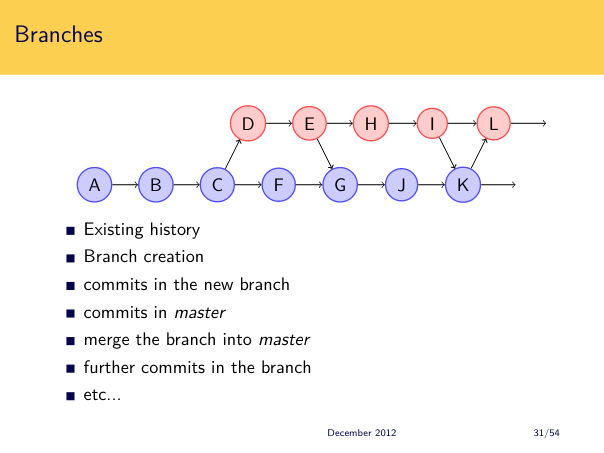 Branches
D E H I L
A B C F G J K
Existing history
Branch creation
commits in the new branch
commits in master
merge the branch into master
further commits in the branch
etc...
December 2012 31/54